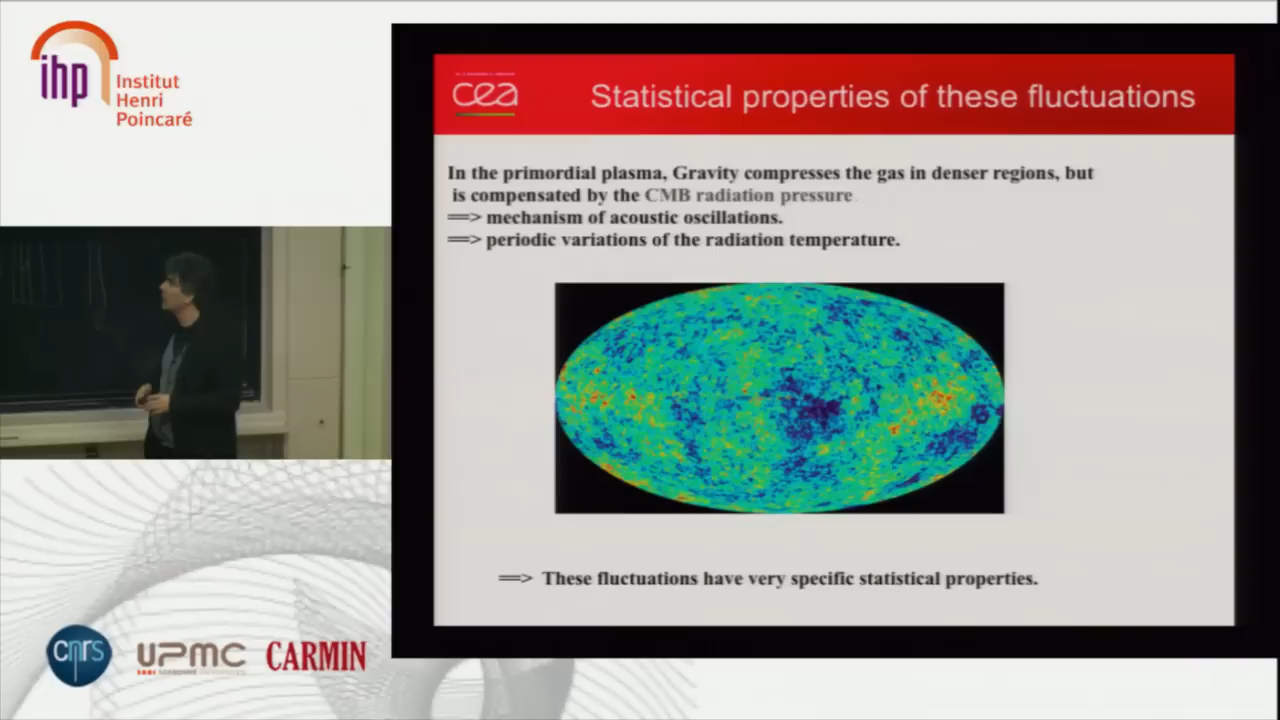 ihp
Institut
Henri
Poincaré
cea
Statistical properties of these fluctuations
In the primordial plasma, Gravity compresses the gas in denser regions, but
is compensated by the CMB radiation pressure
==> mechanism of acoustic oscillations.
==> periodic variations of the radiation temperature.
==> These fluctuations have very specific statistical properties.
cnrs
UPMC
CARMIN